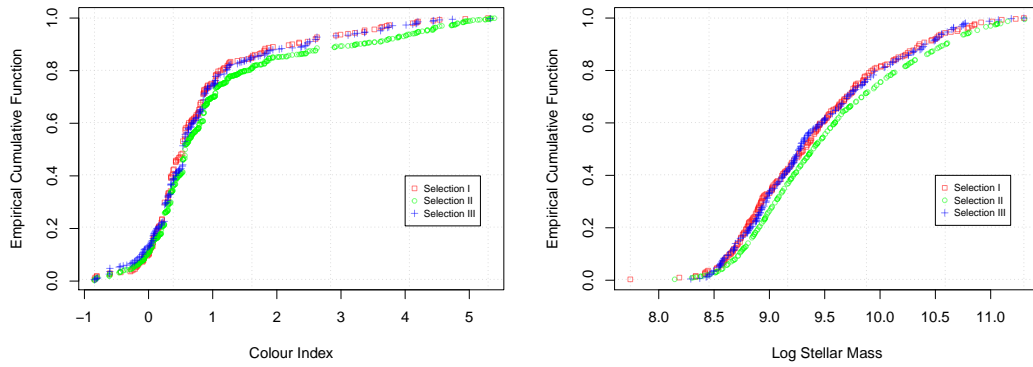 Empirical Cumulative Function
1.0
0.8
0.6
0.4
0.2
0.0
Selection I
Selection II
Selection III
−1 0 1 2 3 4 5
Colour Index
Empirical Cumulative Function
1.0
0.8
0.6
0.4
0.2
0.0
Selection I
Selection II
Selection III
8.0 8.5 9.0 9.5 10.0 10.5 11.0
Log Stellar Mass